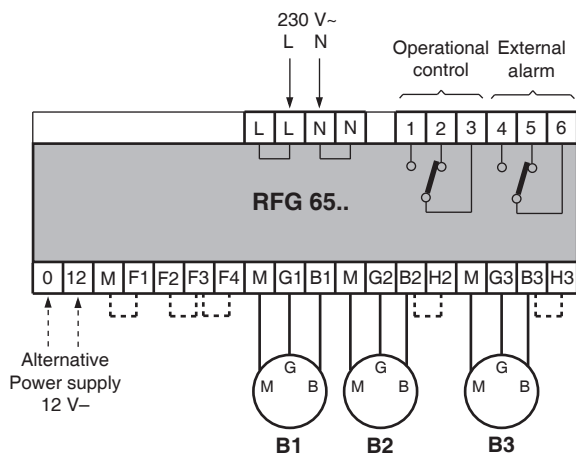 230 V~
L N
Operational control
External alarm
L L N N 1 2 3 4 5 6
RFG 65..
0 12 M F1 F2 F3 F4 M G1 B1 M G2 B2 H2 M G3 B3 H3
Alternative
Power supply
12 V–
M G B
M G B
M G B
B1 B2 B3